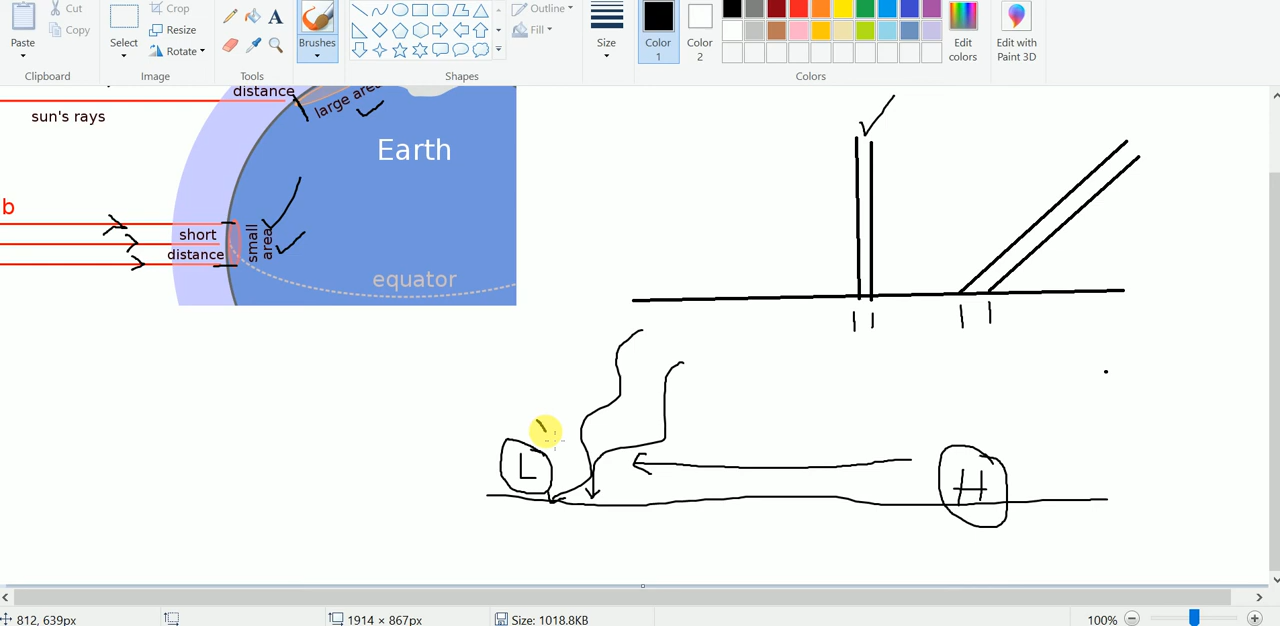 Cut
Crop
Outline
Copy
Resize
Fill
Paste
Select
Rotate
A
Brushes
Size
Color
1
Color
2
Edit
colors
Edit with
Paint 3D
Clipboard
Image
Tools
Shapes
Colors
distance
large area
sun's rays
Earth
b
short
distance
small
area
equator
L
H
812, 639px
1914 × 867px
Size: 1018.8KB
100%